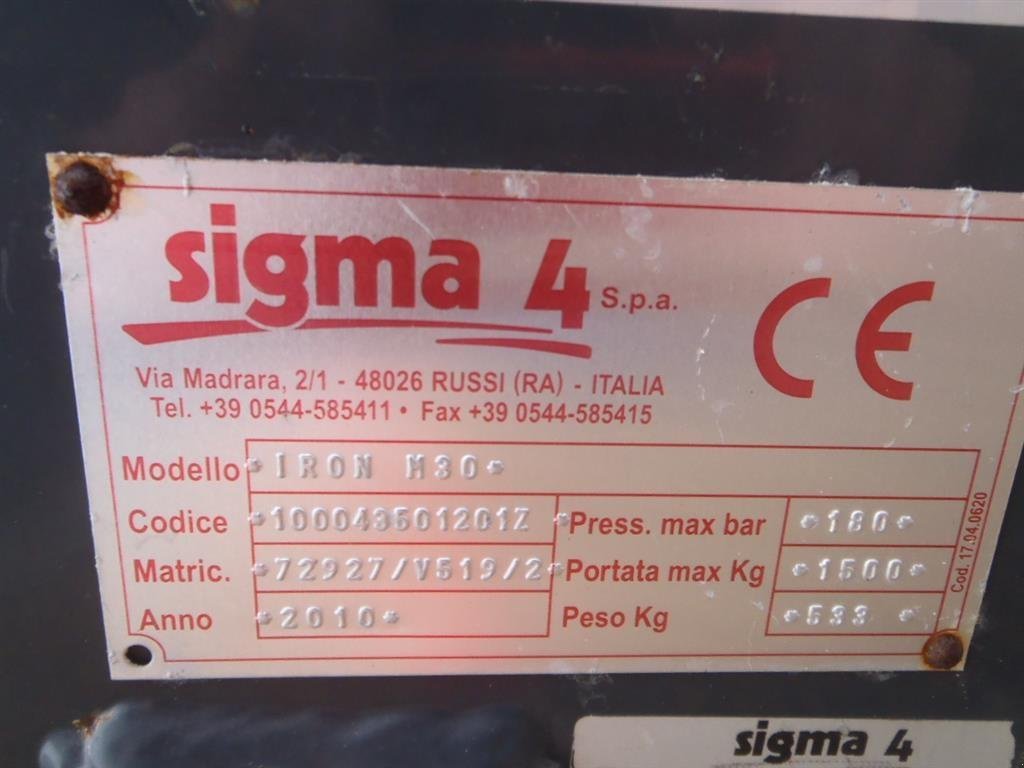 sigma 4 S.p.a.
CE
Via Madrara, 2/1 - 48026 RUSSI (RA) - ITALIA
Tel. +39 0544-585411 • Fax +39 0544-585415
Modello *IRON M30*
Codice *100043501201Z* Press. max bar *180*
Matric. *72927/V519/2* Portata max Kg *1500*
Anno *2010* Peso Kg *533 *
Cod. 17.04.0620
sigma 4